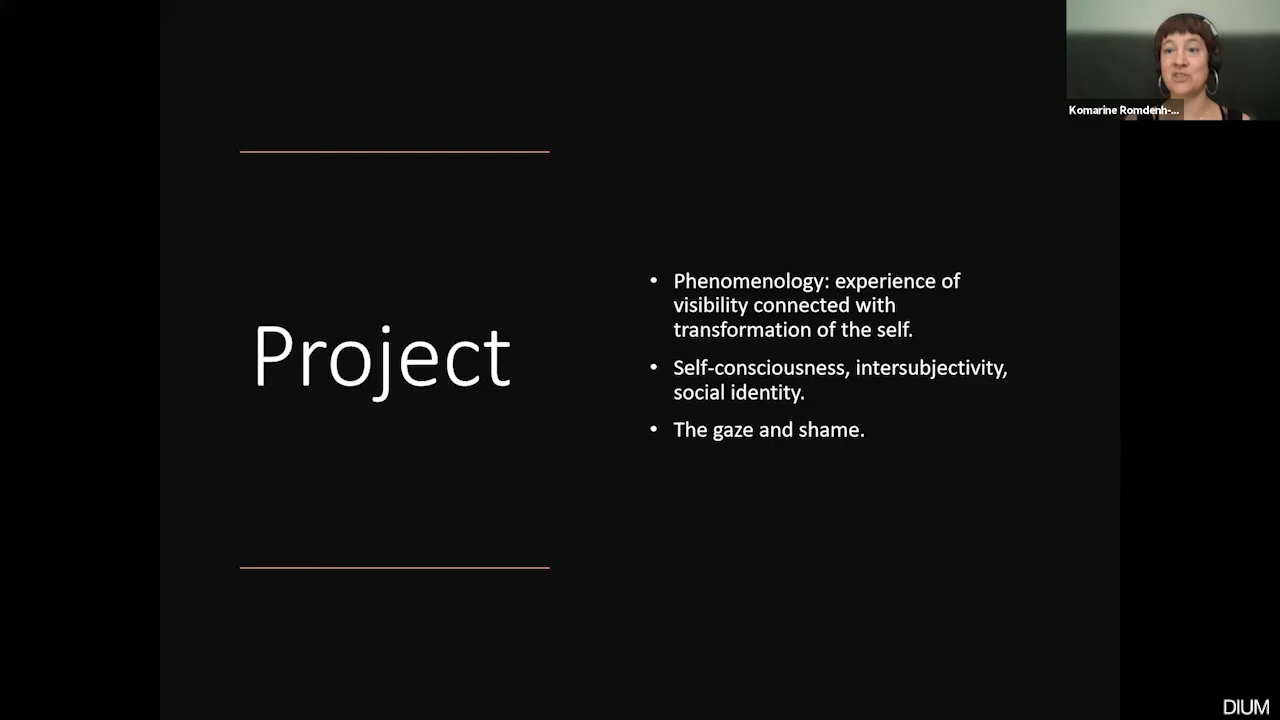 Komarine Romdenh-...
Project
• Phenomenology: experience of
visibility connected with
transformation of the self.
• Self-consciousness, intersubjectivity,
social identity.
• The gaze and shame.
DIUM